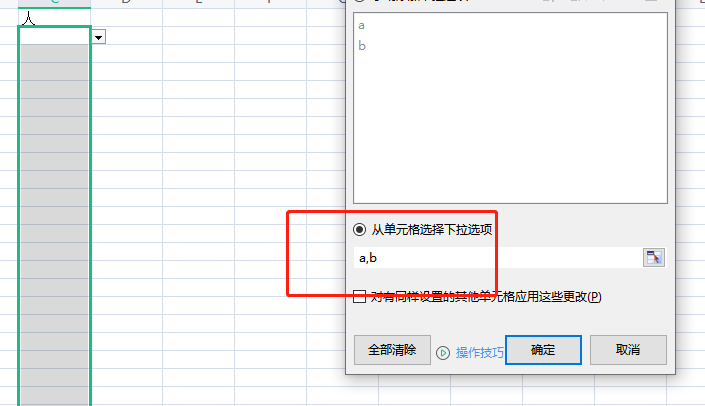 人
a
b
从单元格选择下拉选项
a,b
对有同样设置的其他单元格应用这些更改(P)
全部清除
操作技巧
确定
取消